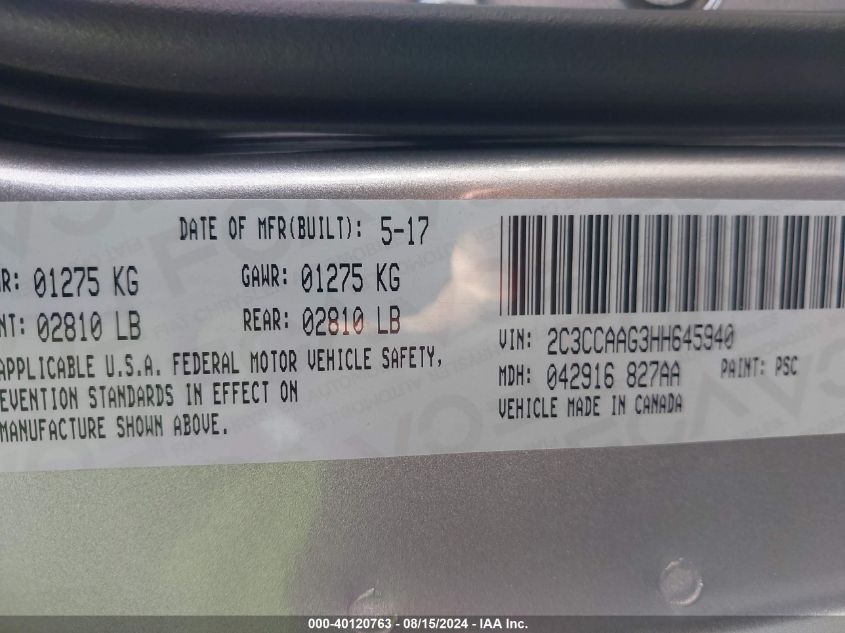 DATE OF MFR(BUILT): 5-17
R: 01275 KG GAWR: 01275 KG
NT: 02810 LB REAR: 02810 LB
APPLICABLE U.S.A. FEDERAL MOTOR VEHICLE SAFETY,
EVENTION STANDARDS IN EFFECT ON
MANUFACTURE SHOWN ABOVE.
VIN: 2C3CCAAG3HH645940
MDH: 042916 827AA PAINT: PSC
VEHICLE MADE IN CANADA
000-40120763 - 08/15/2024 - IAA Inc.